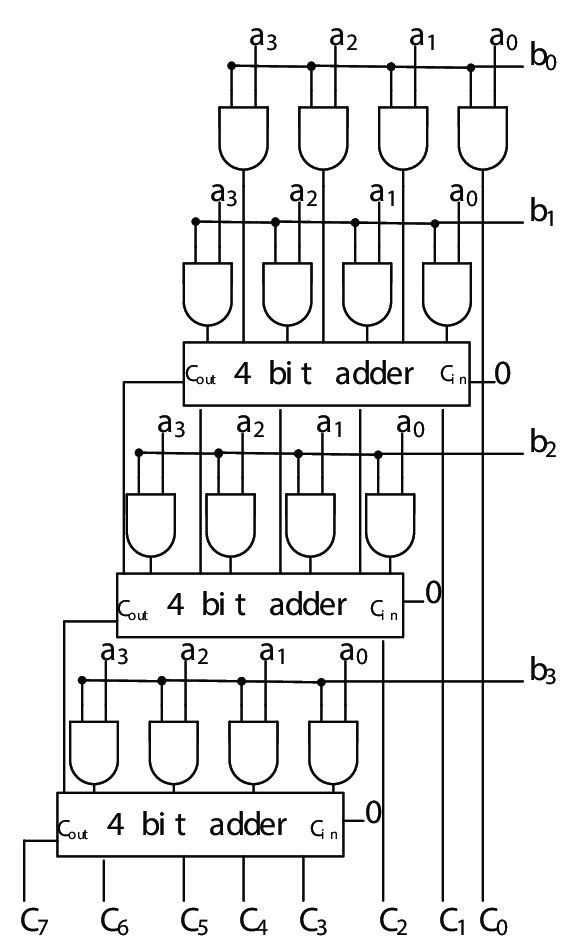 a₃ a₂ a₁ a₀
b₀
a₃ a₂ a₁ a₀
b₁
Cout 4 bit adder Cin 0
a₃ a₂ a₁ a₀
b₂
Cout 4 bit adder Cin 0
a₃ a₂ a₁ a₀
b₃
Cout 4 bit adder Cin 0
C₇ C₆ C₅ C₄ C₃ C₂ C₁ C₀